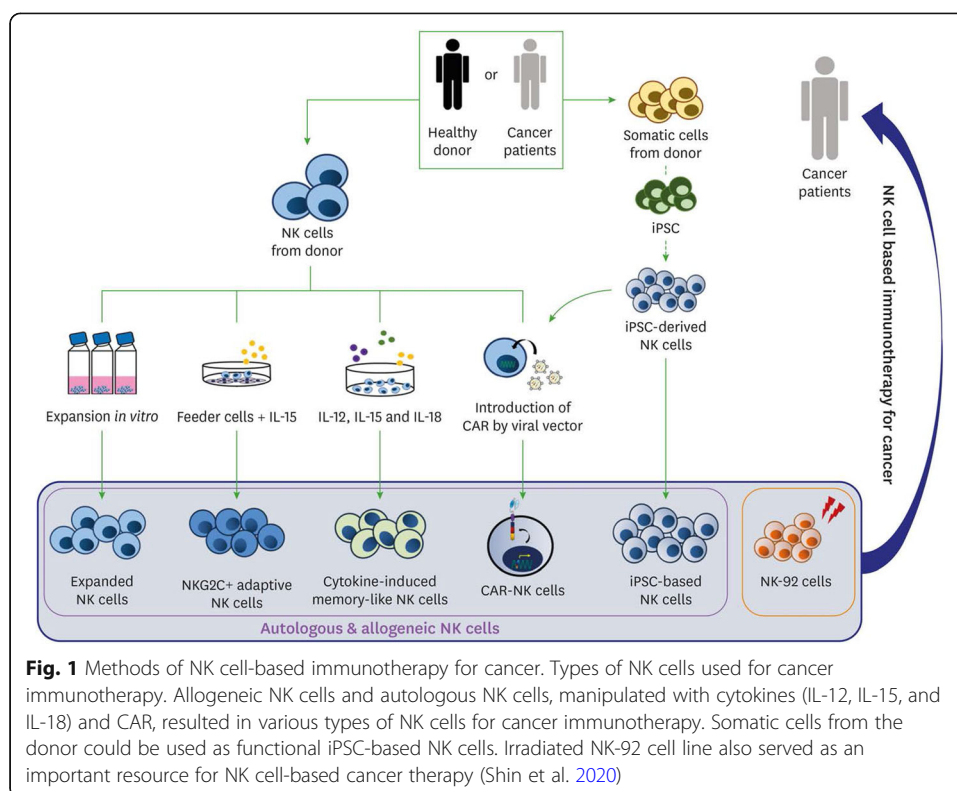 or
Healthy
donor
Cancer
patients
Somatic cells
from donor
Cancer
patients
NK cells
from donor
iPSC
iPSC-derived
NK cells
NK cell based immunotherapy for cancer
Expansion in vitro
Feeder cells + IL-15
IL-12, IL-15 and IL-18
Introduction of
CAR by viral vector
Expanded
NK cells
NKG2C+ adaptive
NK cells
Cytokine-induced
memory-like NK cells
CAR-NK cells
iPSC-based
NK cells
NK-92 cells
Autologous & allogeneic NK cells
Fig. 1 Methods of NK cell-based immunotherapy for cancer. Types of NK cells used for cancer
immunotherapy. Allogeneic NK cells and autologous NK cells, manipulated with cytokines (IL-12, IL-15, and
IL-18) and CAR, resulted in various types of NK cells for cancer immunotherapy. Somatic cells from the
donor could be used as functional iPSC-based NK cells. Irradiated NK-92 cell line also served as an
important resource for NK cell-based cancer therapy (Shin et al. 2020)